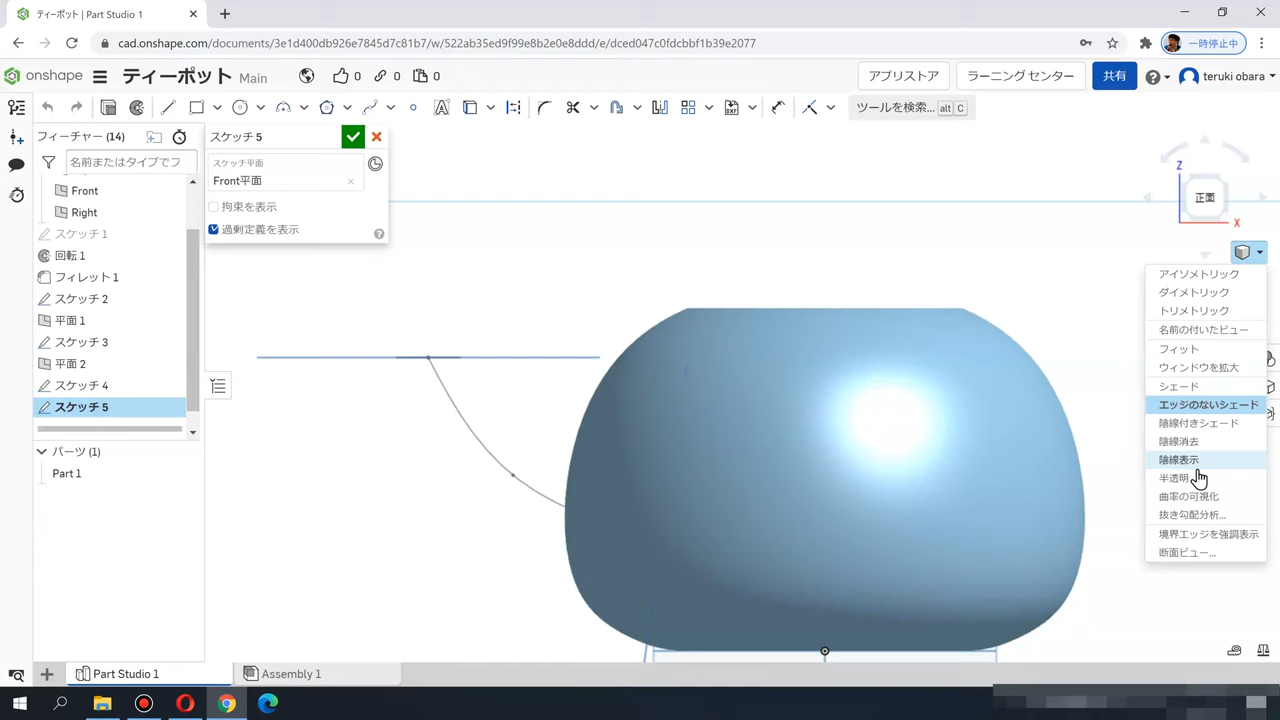 ティーポット | Part Studio 1
cad.onshape.com/documents/3e1d400db926e7845d7c81b7/w/522ab35ec9dbae8b2e0e8ddd/e/dced047c0fdcbbf1b39e2077
一時停止中
onshape
ティーポット Main
0
0
0
アプリストア
ラーニング センター
共有
teruki obara
ツールを検索... alt C
フィーチャー (14)
名前またはタイプでフ
Front
Right
スケッチ 1
回転 1
フィレット 1
スケッチ 2
平面 1
スケッチ 3
平面 2
スケッチ 4
スケッチ 5
パーツ (1)
Part 1
スケッチ 5
スケッチ平面
Front平面
拘束を表示
過剰定義を表示
Z
正面
X
アイソメトリック
ダイメトリック
トリメトリック
名前の付いたビュー
フィット
ウィンドウを拡大
シェード
エッジのないシェード
陰線付きシェード
陰線消去
陰線表示
半透明
曲率の可視化
抜き勾配分析...
境界エッジを強調表示
断面ビュー...
Part Studio 1
Assembly 1